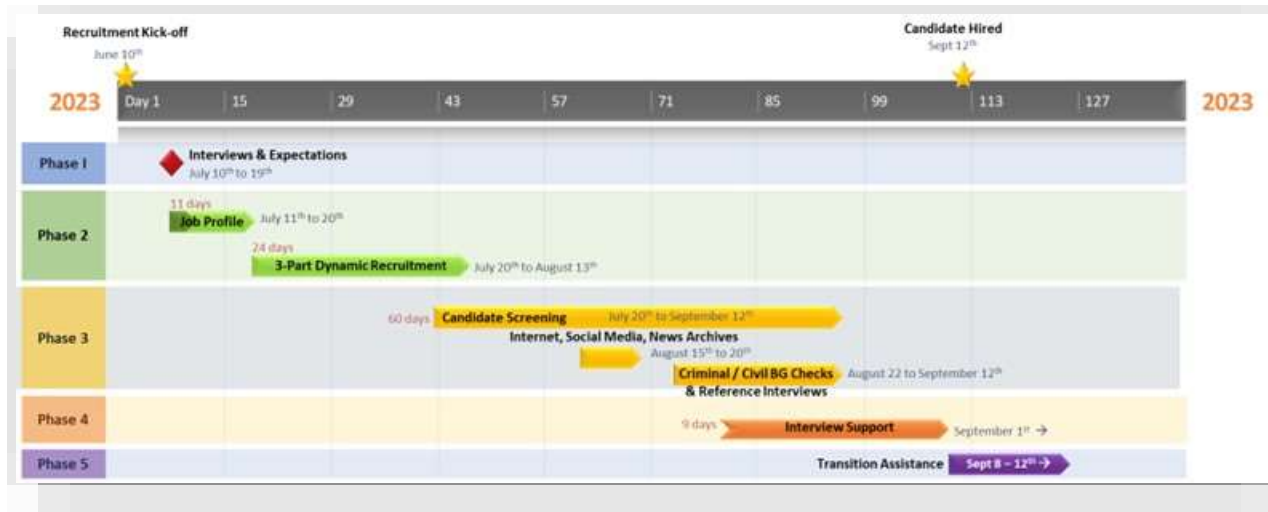 Recruitment Kick-off
June 10th
Candidate Hired
Sept 12th
2023
Day 1
15
29
43
57
71
85
99
113
127
2023
Phase I
Interviews & Expectations
July 10th to 19th
Phase 2
11 days
Job Profile
July 11th to 20th
24 days
3-Part Dynamic Recruitment
July 20th to August 13th
Phase 3
60 days
Candidate Screening
July 20th to September 12th
Internet, Social Media, News Archives
August 15th to 20th
Criminal / Civil BG Checks
August 22 to September 12th
& Reference Interviews
Phase 4
9 days
Interview Support
September 1st →
Phase 5
Transition Assistance
Sept 8 – 12th →